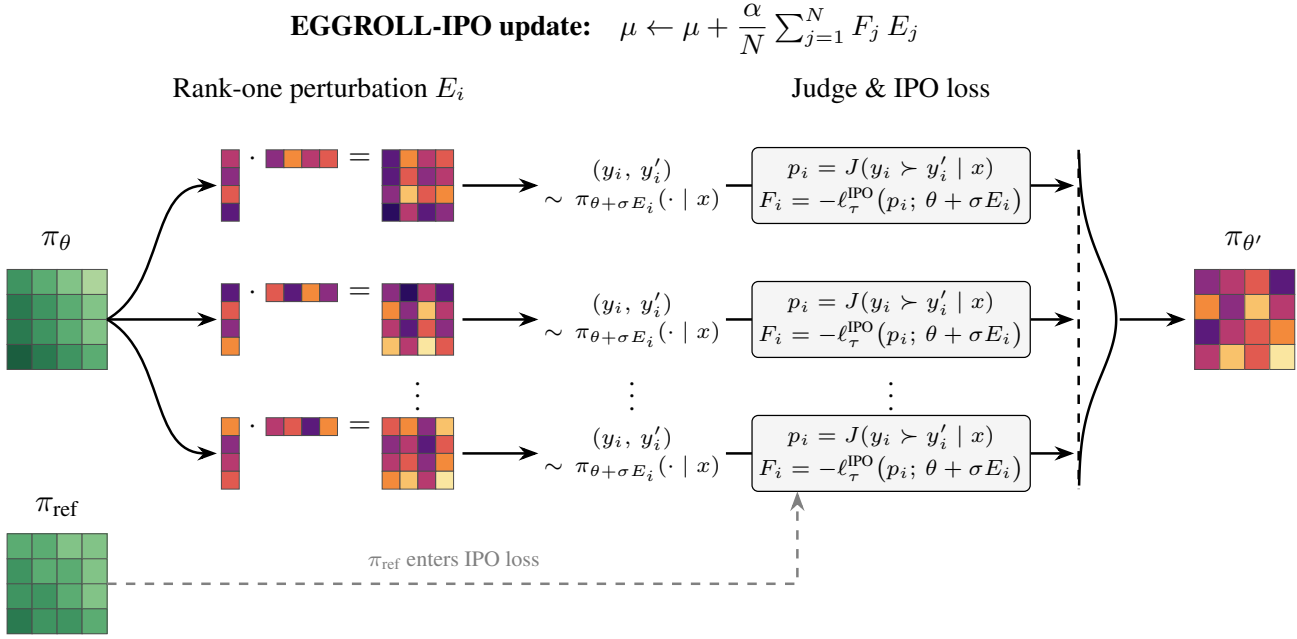 EGGROLL-IPO update: μ ← μ + α/N ∑_{j=1}^{N} F_j E_j
Rank-one perturbation E_i
Judge & IPO loss
π_θ
· =
(y_i, y′_i)
∼ π_{θ+σE_i}(· | x)
p_i = J(y_i ≻ y′_i | x)
F_i = −ℓ_τ^{IPO}(p_i; θ + σE_i)
π_{θ′}
· =
(y_i, y′_i)
∼ π_{θ+σE_i}(· | x)
p_i = J(y_i ≻ y′_i | x)
F_i = −ℓ_τ^{IPO}(p_i; θ + σE_i)
⋮ ⋮ ⋮
· =
(y_i, y′_i)
∼ π_{θ+σE_i}(· | x)
p_i = J(y_i ≻ y′_i | x)
F_i = −ℓ_τ^{IPO}(p_i; θ + σE_i)
π_ref
π_ref enters IPO loss